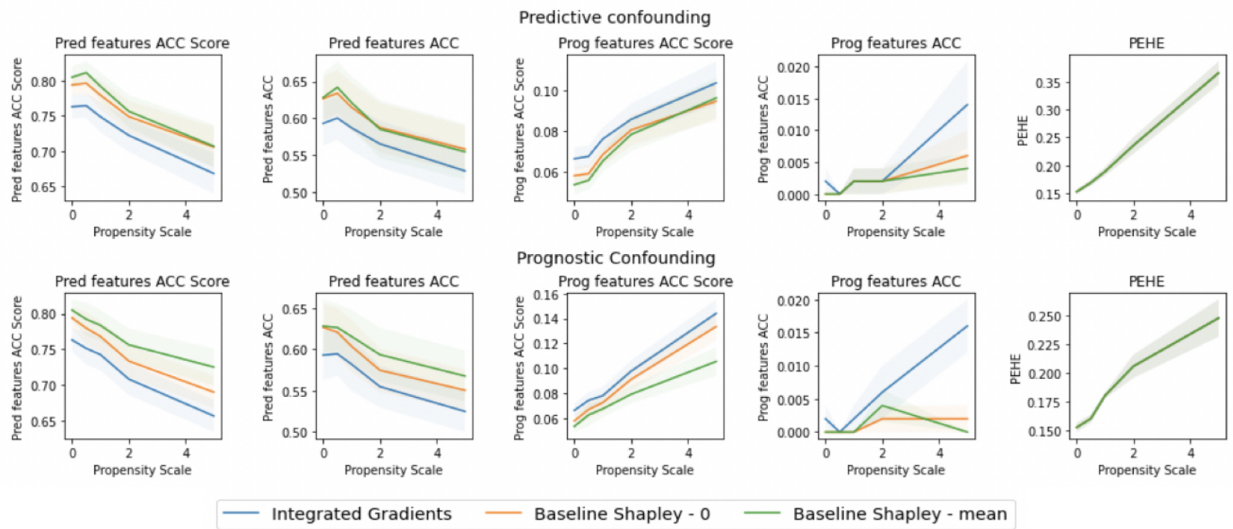 Predictive confounding
Pred features ACC Score
Pred features ACC
Prog features ACC Score
Prog features ACC
PEHE
Pred features ACC Score
0.80
0.75
0.70
0.65
0 2 4
Propensity Scale
Pred features ACC
0.65
0.60
0.55
0.50
0 2 4
Propensity Scale
Prog features ACC Score
0.10
0.08
0.06
0 2 4
Propensity Scale
Prog features ACC
0.020
0.015
0.010
0.005
0.000
0 2 4
Propensity Scale
PEHE
0.35
0.30
0.25
0.20
0.15
0 2 4
Propensity Scale
Prognostic Confounding
Pred features ACC Score
Pred features ACC
Prog features ACC Score
Prog features ACC
PEHE
Pred features ACC Score
0.80
0.75
0.70
0.65
0 2 4
Propensity Scale
Pred features ACC
0.65
0.60
0.55
0.50
0 2 4
Propensity Scale
Prog features ACC Score
0.16
0.14
0.12
0.10
0.08
0.06
0 2 4
Propensity Scale
Prog features ACC
0.020
0.015
0.010
0.005
0.000
0 2 4
Propensity Scale
PEHE
0.250
0.225
0.200
0.175
0.150
0 2 4
Propensity Scale
Integrated Gradients
Baseline Shapley - 0
Baseline Shapley - mean